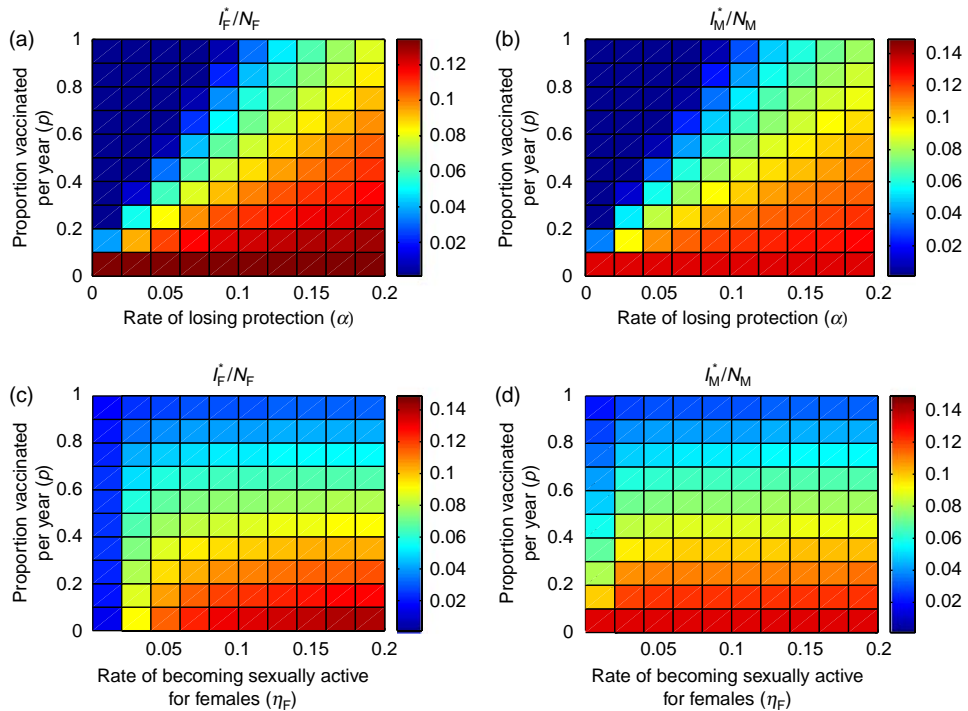 (a)
I*F/NF
Proportion vaccinated
per year (p)
1
0.8
0.6
0.4
0.2
0
0 0.05 0.1 0.15 0.2
Rate of losing protection (α)
0.12
0.10
0.08
0.06
0.04
0.02
(b)
I*M/NM
Proportion vaccinated
per year (p)
1
0.8
0.6
0.4
0.2
0
0 0.05 0.1 0.15 0.2
Rate of losing protection (α)
0.14
0.12
0.10
0.08
0.06
0.04
0.02
(c)
I*F/NF
Proportion vaccinated
per year (p)
1
0.8
0.6
0.4
0.2
0
0.05 0.1 0.15 0.2
Rate of becoming sexually active
for females (ηF)
0.14
0.12
0.10
0.08
0.06
0.04
0.02
(d)
I*M/NM
Proportion vaccinated
per year (p)
1
0.8
0.6
0.4
0.2
0
0.05 0.1 0.15 0.2
Rate of becoming sexually active
for females (ηF)
0.14
0.12
0.10
0.08
0.06
0.04
0.02